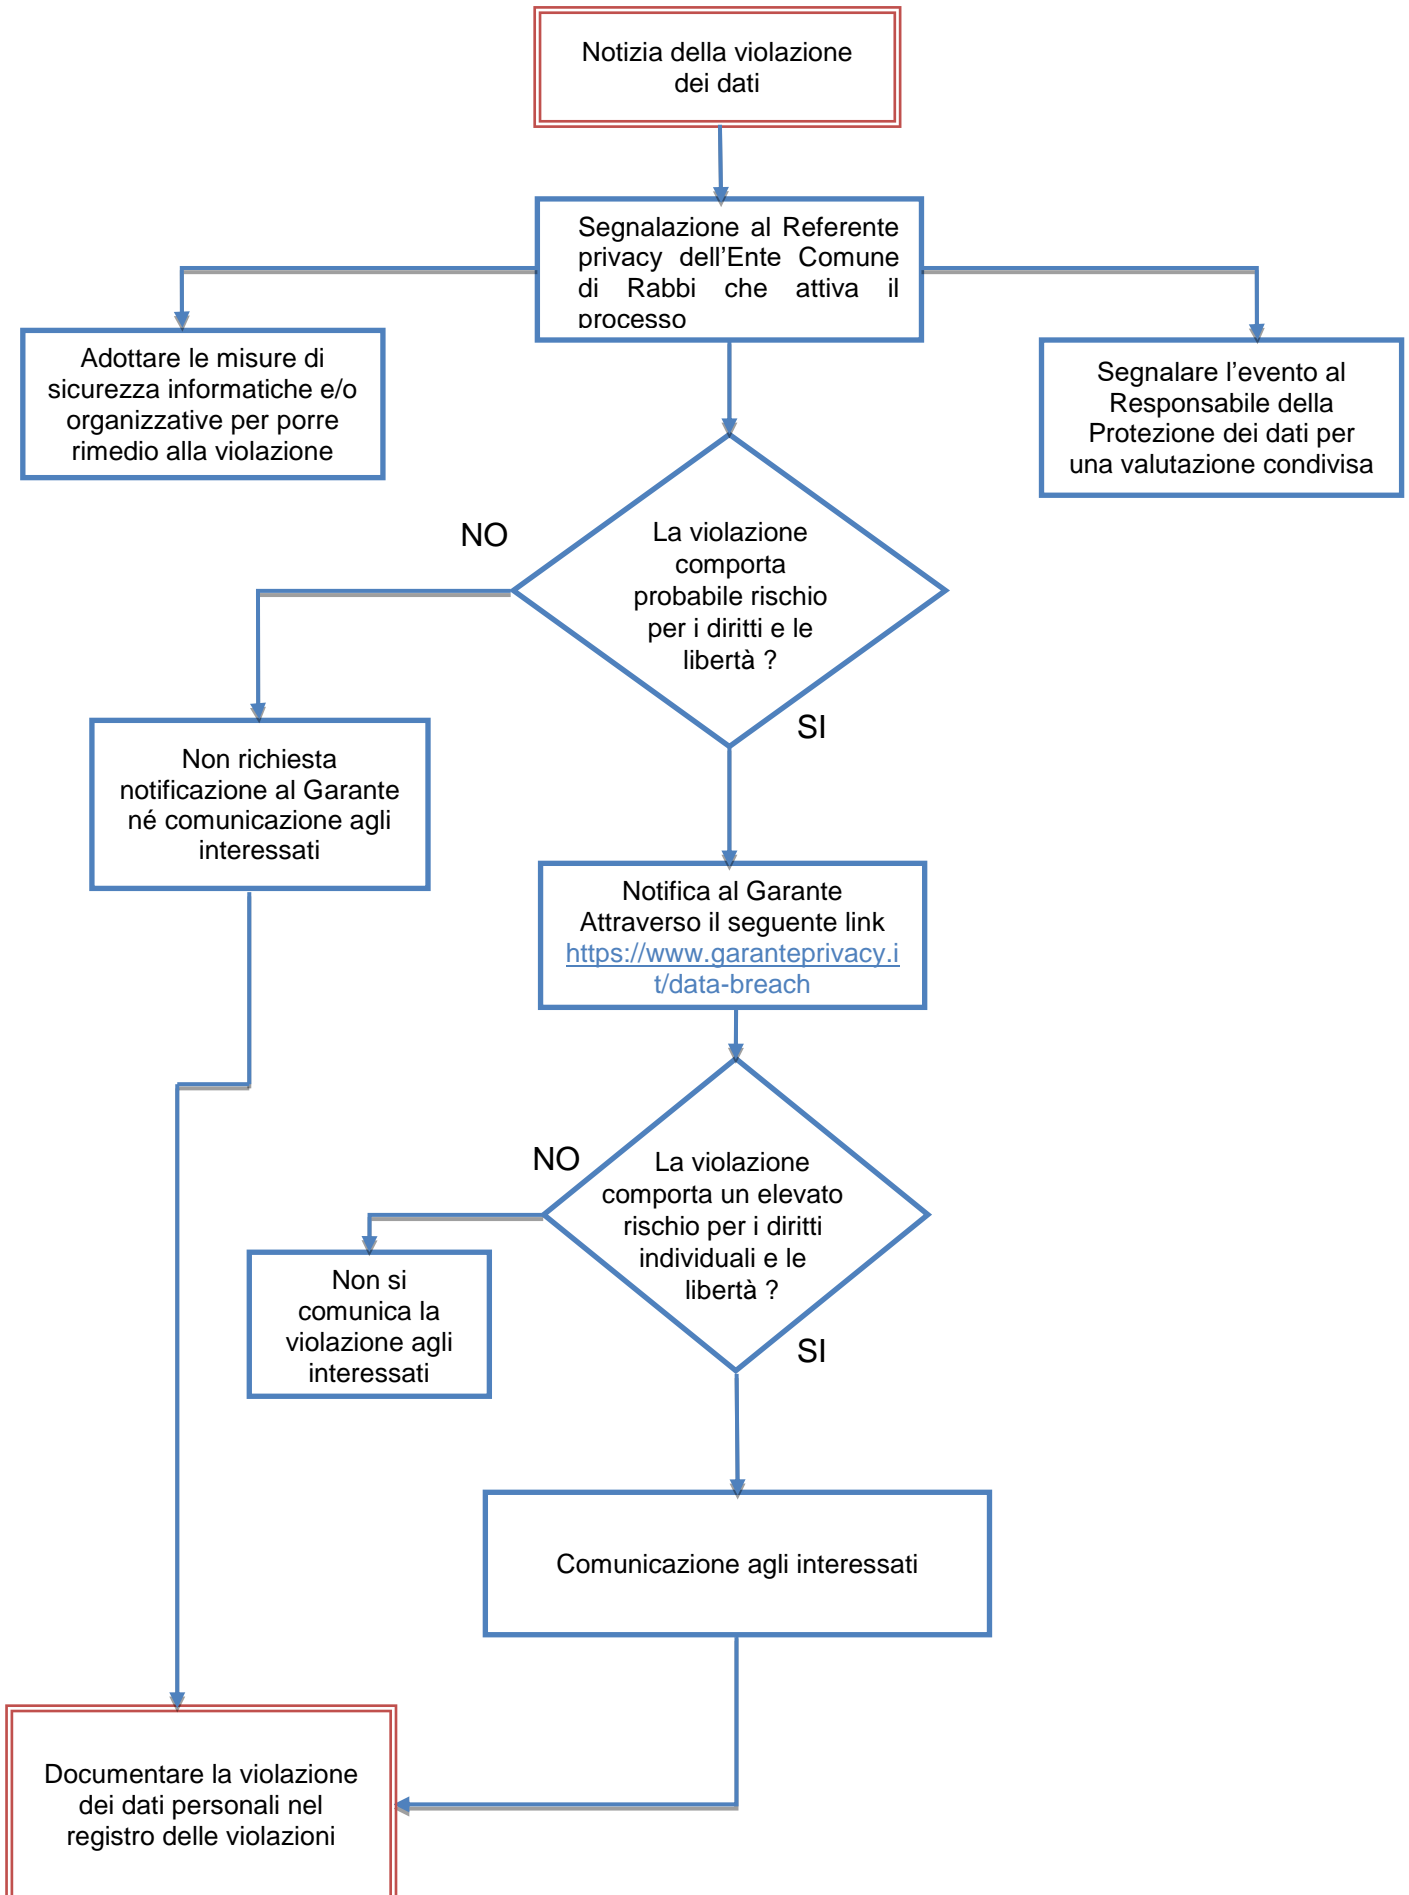 Notizia della violazione
dei dati
Segnalazione al Referente
privacy dell’Ente Comune
di Rabbi che attiva il
processo
Adottare le misure di
sicurezza informatiche e/o
organizzative per porre
rimedio alla violazione
Segnalare l’evento al
Responsabile della
Protezione dei dati per
una valutazione condivisa
NO
La violazione
comporta
probabile rischio
per i diritti e le
libertà ?
SI
Non richiesta
notificazione al Garante
né comunicazione agli
interessati
Notifica al Garante
Attraverso il seguente link
https://www.garanteprivacy.i
t/data-breach
NO
La violazione
comporta un elevato
rischio per i diritti
individuali e le
libertà ?
SI
Non si
comunica la
violazione agli
interessati
Comunicazione agli interessati
Documentare la violazione
dei dati personali nel
registro delle violazioni